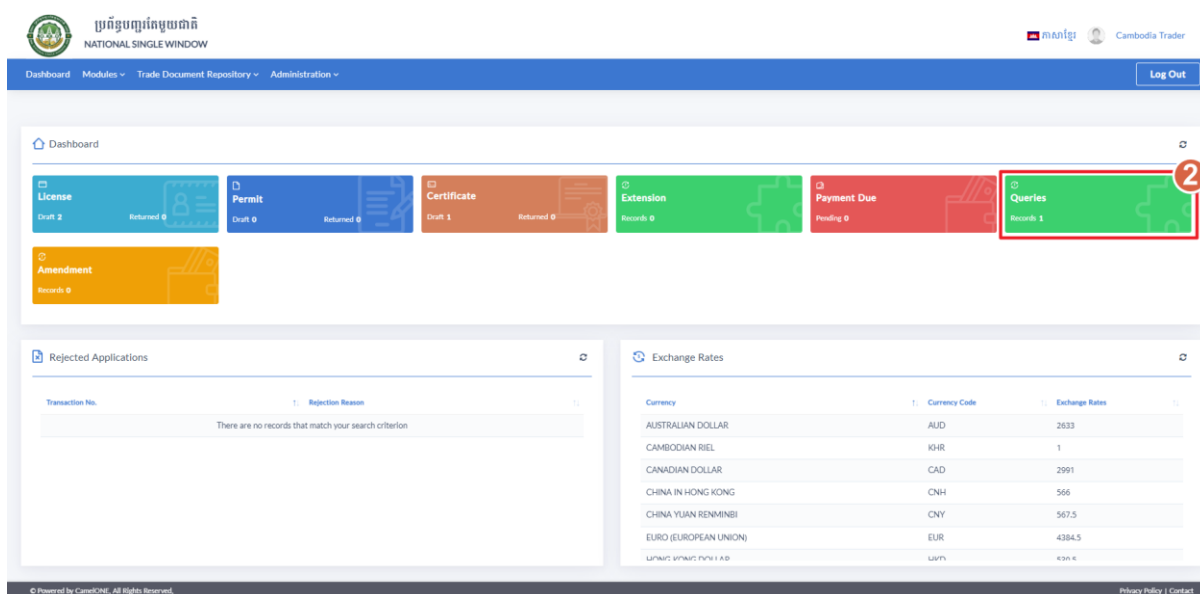 ប្រព័ន្ធបញ្ជរតែមួយជាតិ
NATIONAL SINGLE WINDOW
ភាសាខ្មែរ Cambodia Trader
Dashboard Modules Trade Document Repository Administration Log Out
Dashboard
2
License Permit Certificate Extension Payment Due Queries
Draft 2 Returned 0 Draft 0 Returned 0 Draft 1 Returned 0 Records 0 Pending 0 Records 1
Amendment
Records 0
Rejected Applications
Transaction No. Rejection Reason
There are no records that match your search criterion
Exchange Rates
Currency Currency Code Exchange Rates
AUSTRALIAN DOLLAR AUD 2633
CAMBODIAN RIEL KHR 1
CANADIAN DOLLAR CAD 2991
CHINA IN HONG KONG CNH 566
CHINA YUAN RENMINBI CNY 567.5
EURO (EUROPEAN UNION) EUR 4384.5
HONG KONG DOLLAR HKD 530.5
© Powered by CamelONE, All Rights Reserved. Privacy Policy | Contact